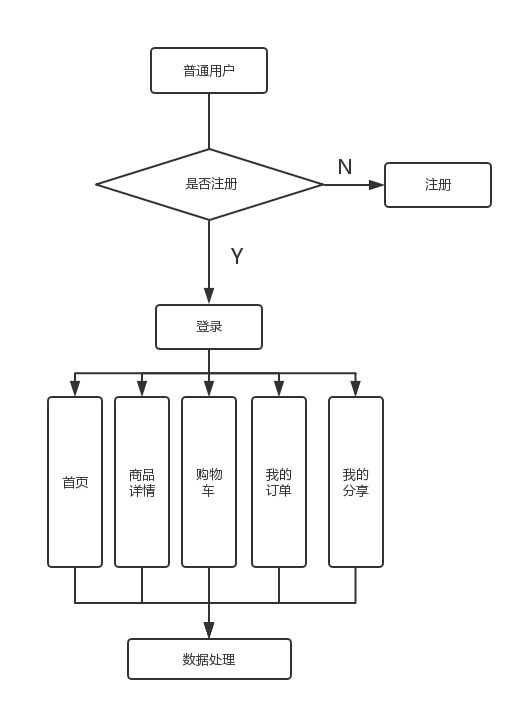 普通用户
是否注册
N
注册
Y
登录
首页
商品
详情
购物
车
我的
订单
我的
分享
数据处理